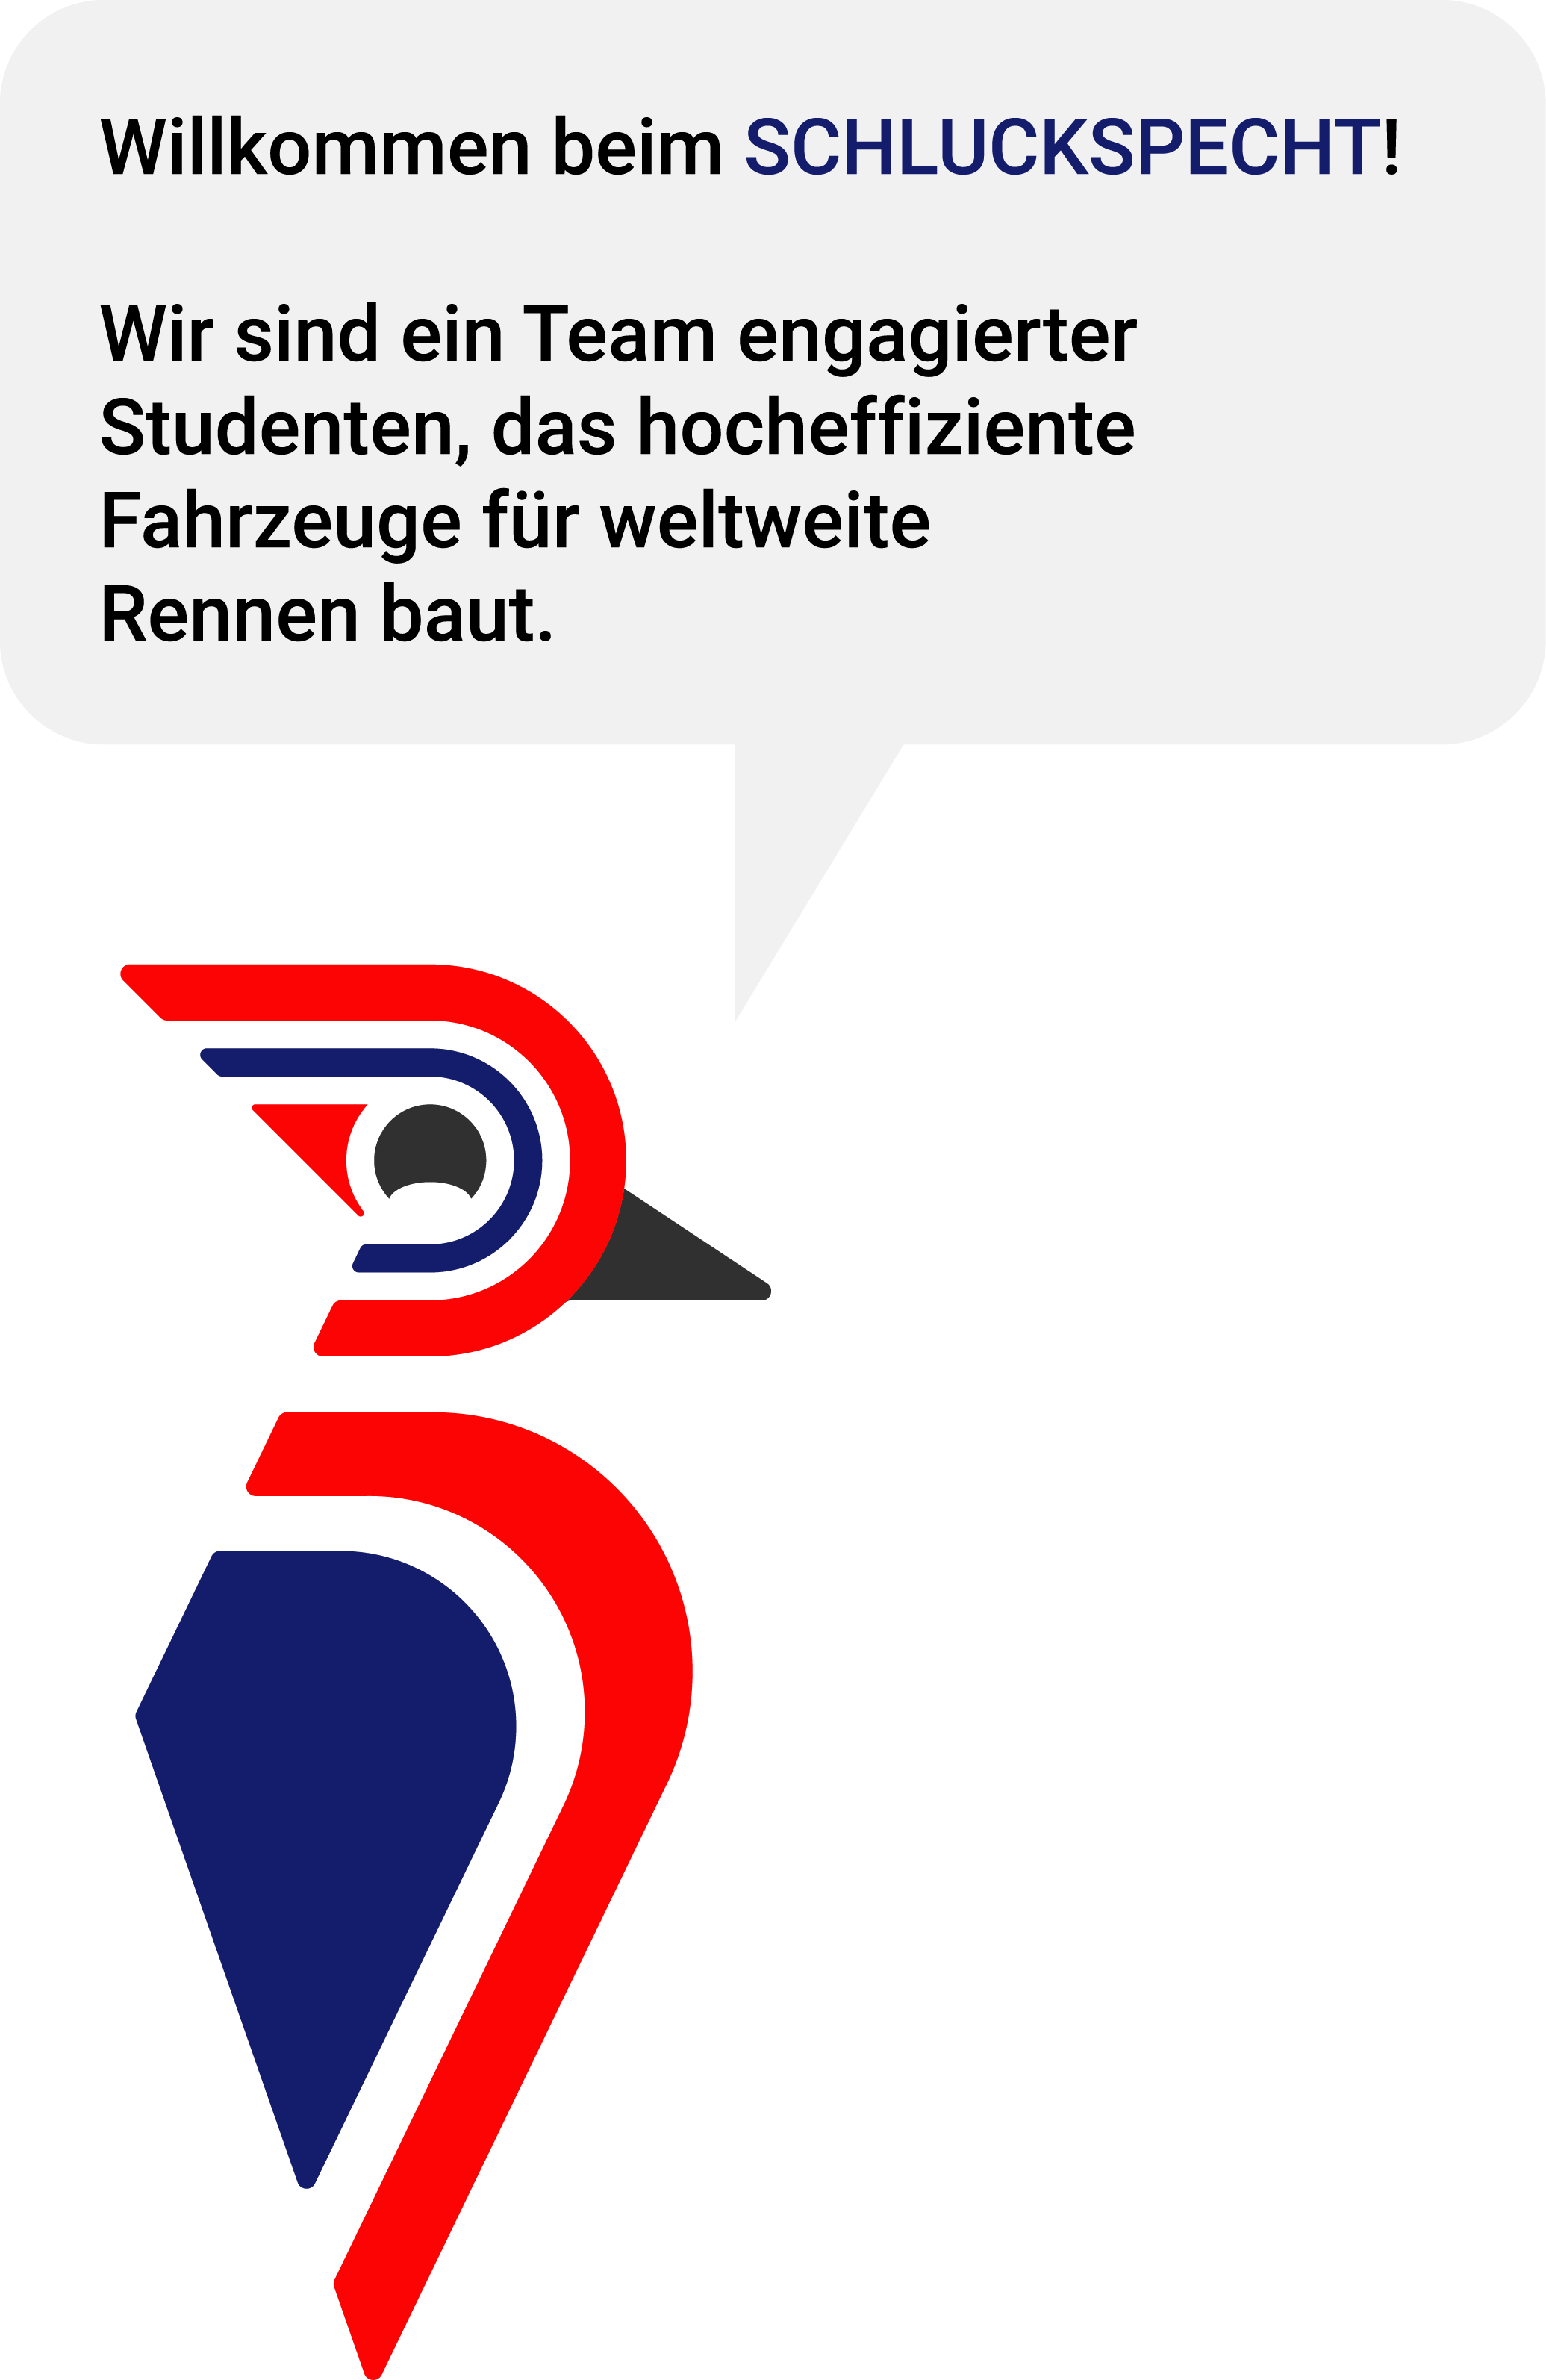 Willkommen beim SCHLUCKSPECHT!
Wir sind ein Team engagierter
Studenten, das hocheffiziente
Fahrzeuge für weltweite
Rennen baut.